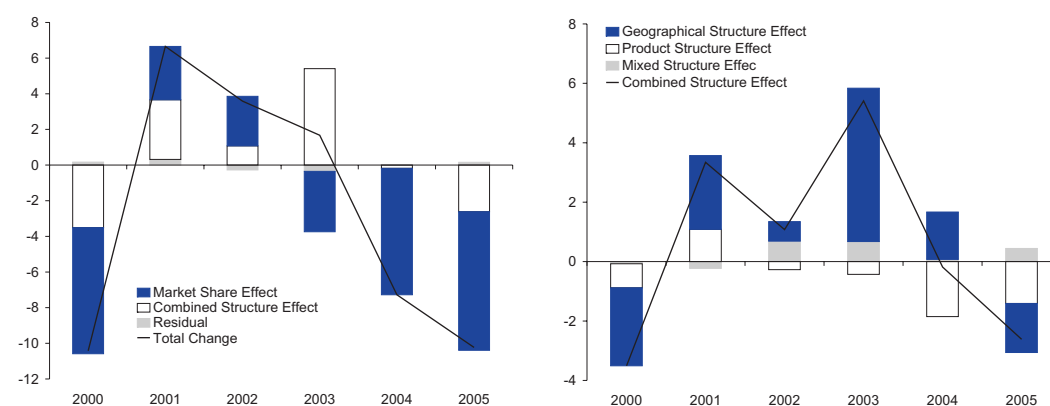 8
6
4
2
0
-2
-4
-6
-8
-10
-12
Market Share Effect
Combined Structure Effect
Residual
Total Change
2000 2001 2002 2003 2004 2005
8
6
4
2
0
-2
-4
Geographical Structure Effect
Product Structure Effect
Mixed Structure Effec
Combined Structure Effect
2000 2001 2002 2003 2004 2005